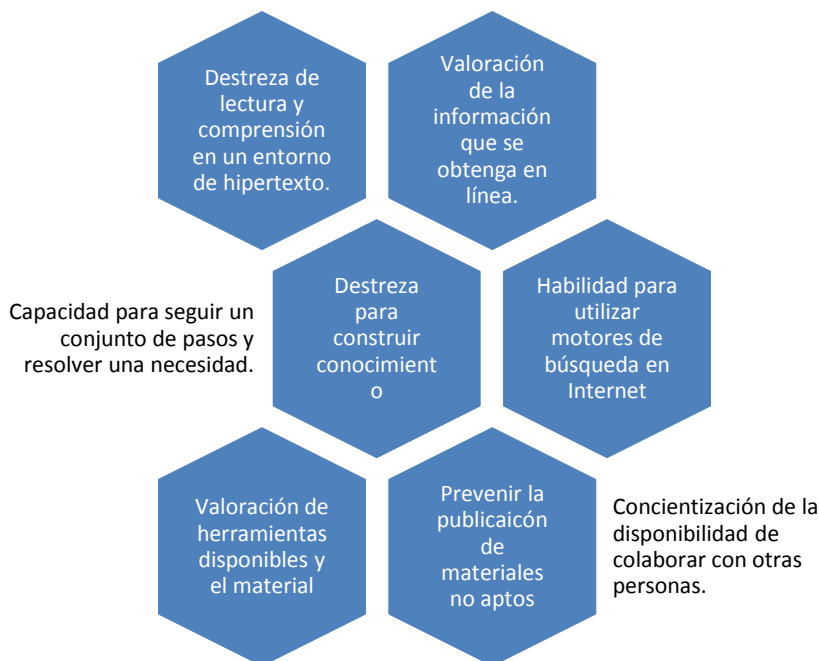 Destreza de
lectura y
comprensión
en un entorno
de hipertexto.
Valoración
de la
información
que se
obtenga en
línea.
Capacidad para seguir un
conjunto de pasos y
resolver una necesidad.
Destreza
para
construir
conocimient
o
Habilidad para
utilizar
motores de
búsqueda en
Internet
Valoración de
herramientas
disponibles y
el material
Prevenir la
publicaicón
de
materiales
no aptos
Concientización de la
disponibilidad de
colaborar con otras
personas.